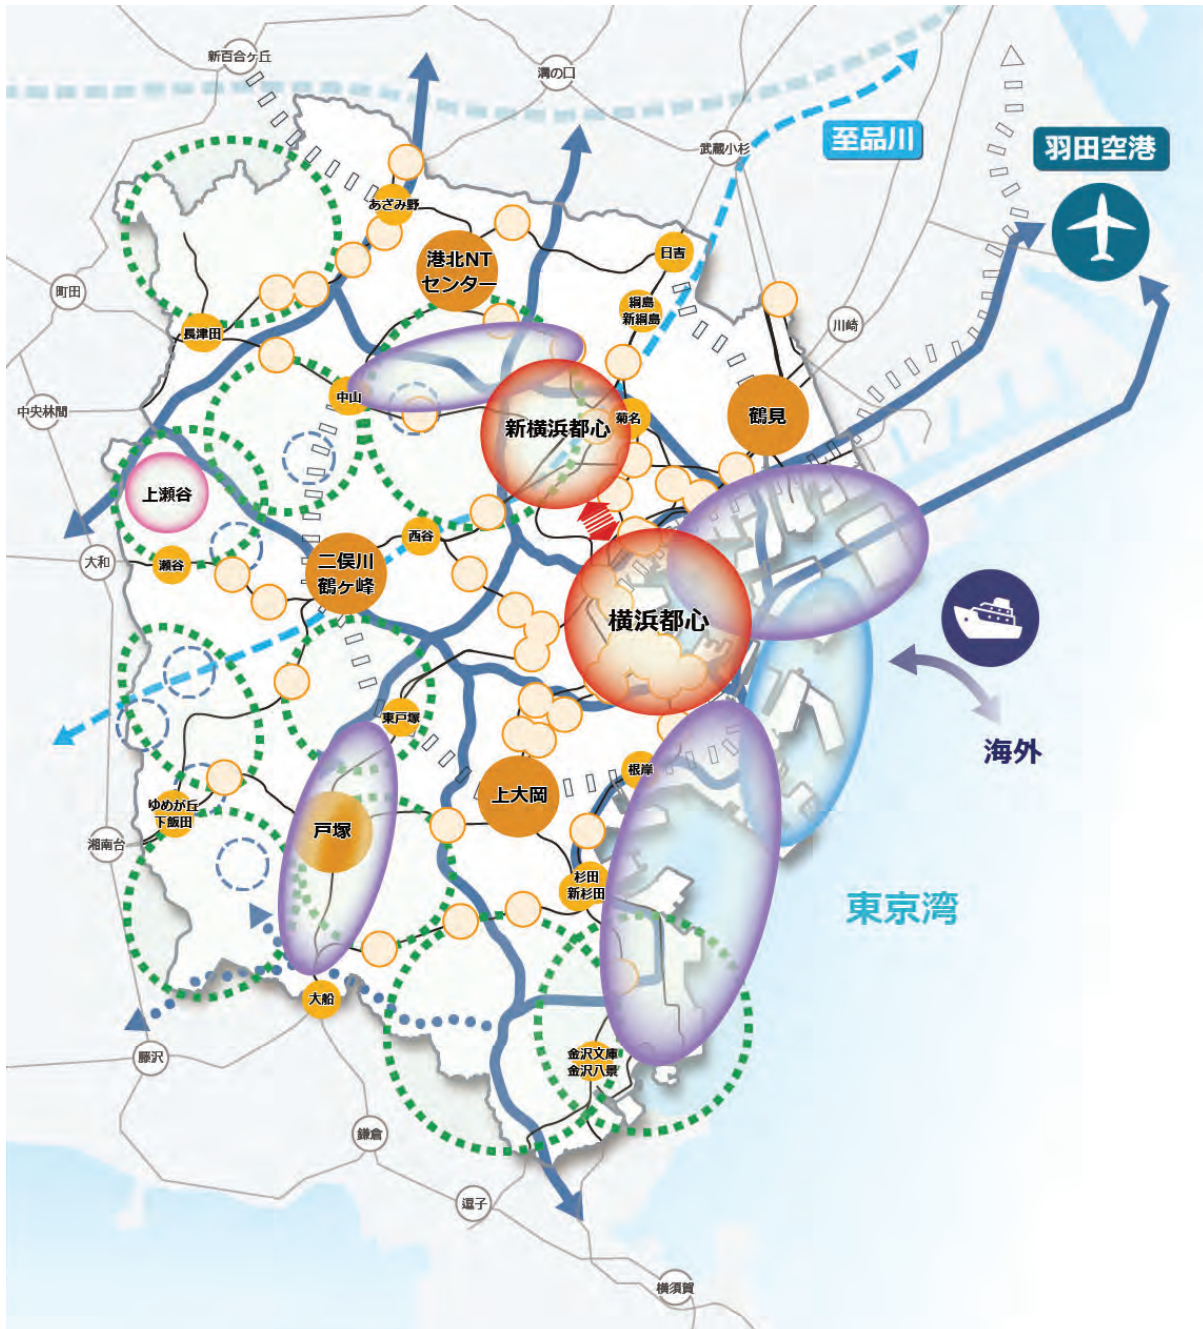 新百合ヶ丘
溝の口
武蔵小杉
至品川
羽田空港
あざみ野
港北NT
センター
日吉
町田
綱島
新綱島
川崎
長津田
中央林間
中山
新横浜都心
菊名
鶴見
上瀬谷
西谷
大和
瀬谷
二俣川
鶴ヶ峰
横浜都心
東戸塚
海外
根岸
上大岡
ゆめが丘
下飯田
戸塚
湘南台
杉田
新杉田
東京湾
大船
藤沢
金沢文庫
金沢八景
鎌倉
逗子
横須賀